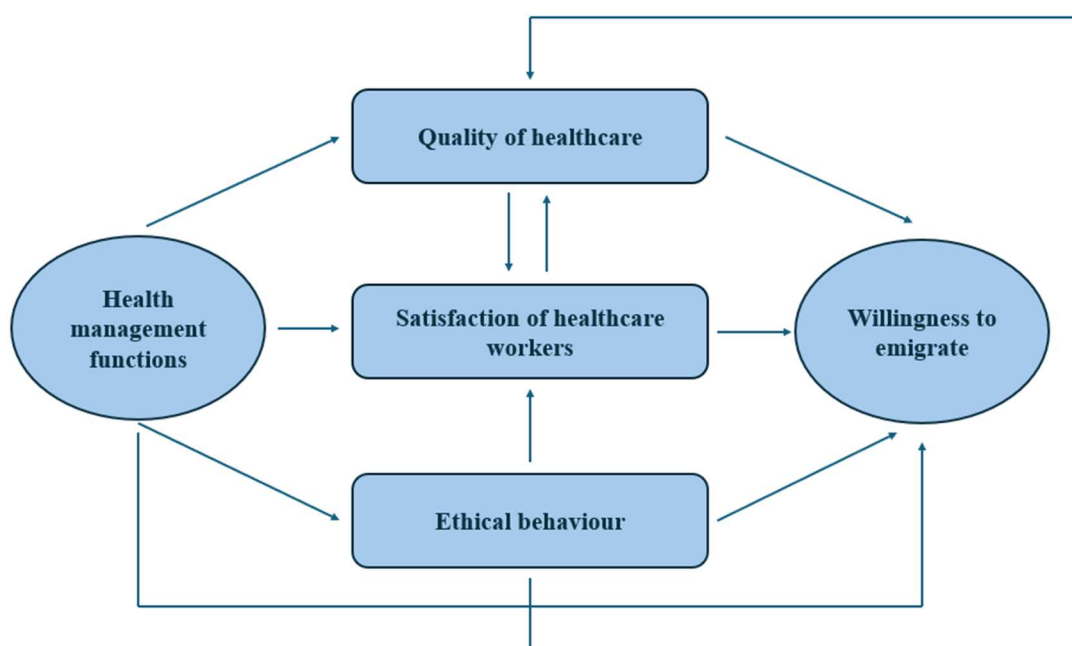 Quality of healthcare
Health
management
functions
Satisfaction of healthcare
workers
Willingness to
emigrate
Ethical behaviour